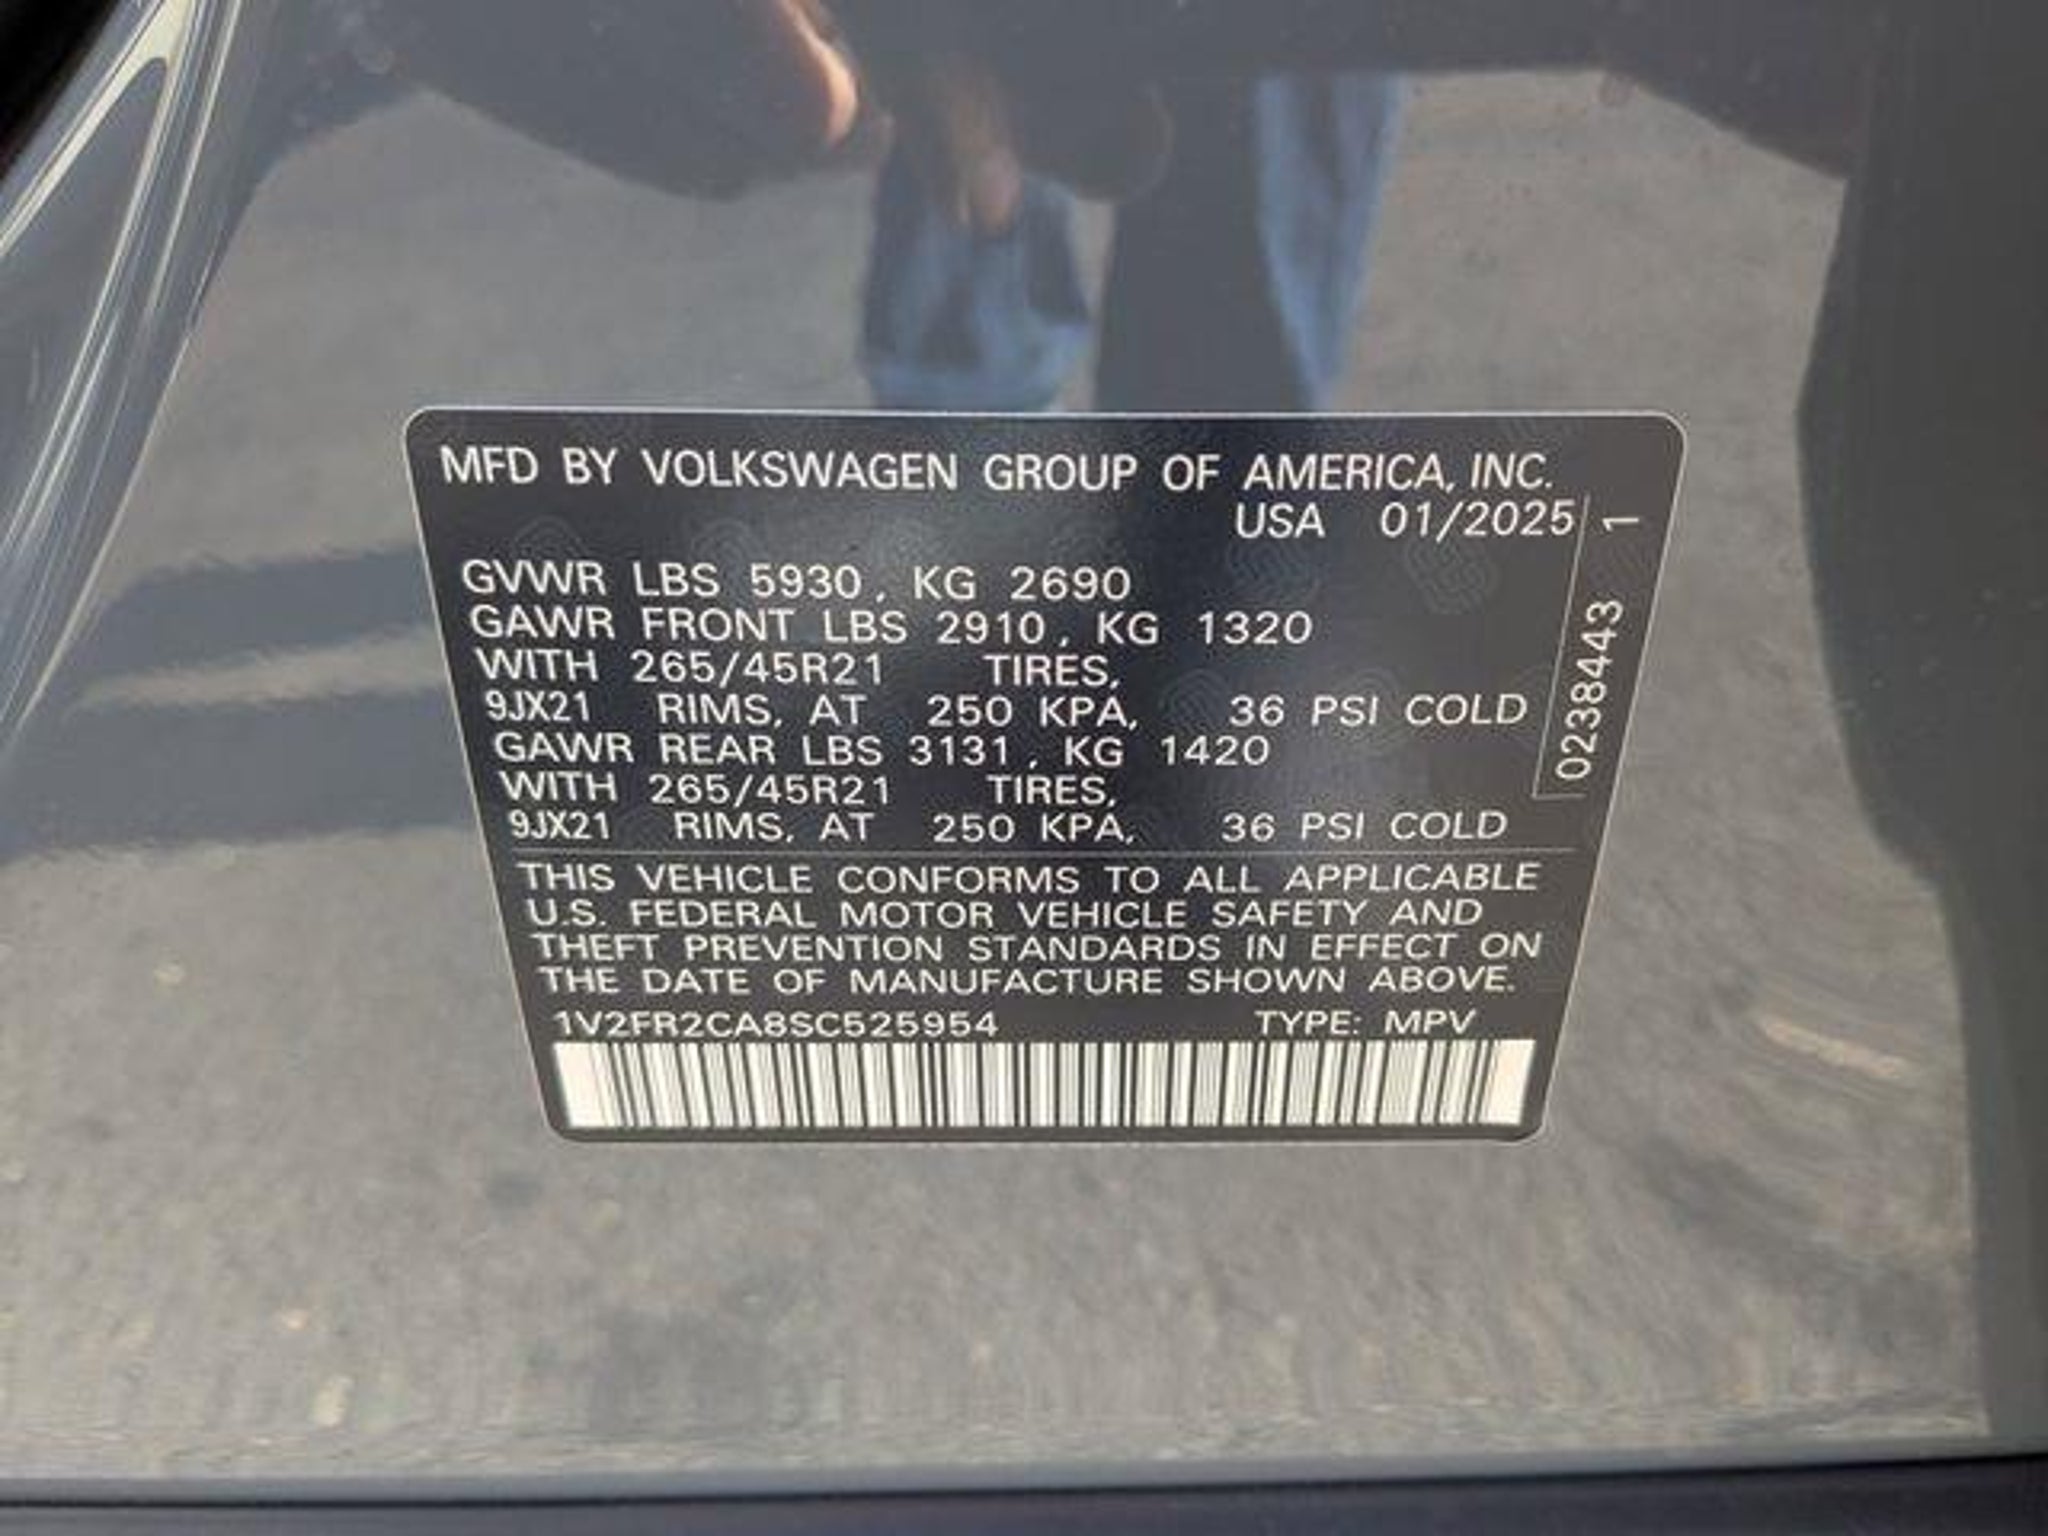 MFD BY VOLKSWAGEN GROUP OF AMERICA, INC.
USA 01/2025
GVWR LBS 5930, KG 2690
GAWR FRONT LBS 2910, KG 1320
WITH 265/45R21 TIRES,
9JX21 RIMS, AT 250 KPA, 36 PSI COLD
GAWR REAR LBS 3131, KG 1420
WITH 265/45R21 TIRES,
9JX21 RIMS, AT 250 KPA, 36 PSI COLD
THIS VEHICLE CONFORMS TO ALL APPLICABLE
U.S. FEDERAL MOTOR VEHICLE SAFETY AND
THEFT PREVENTION STANDARDS IN EFFECT ON
THE DATE OF MANUFACTURE SHOWN ABOVE.
1V2FR2CA8SC525954 TYPE: MPV
0238443 1